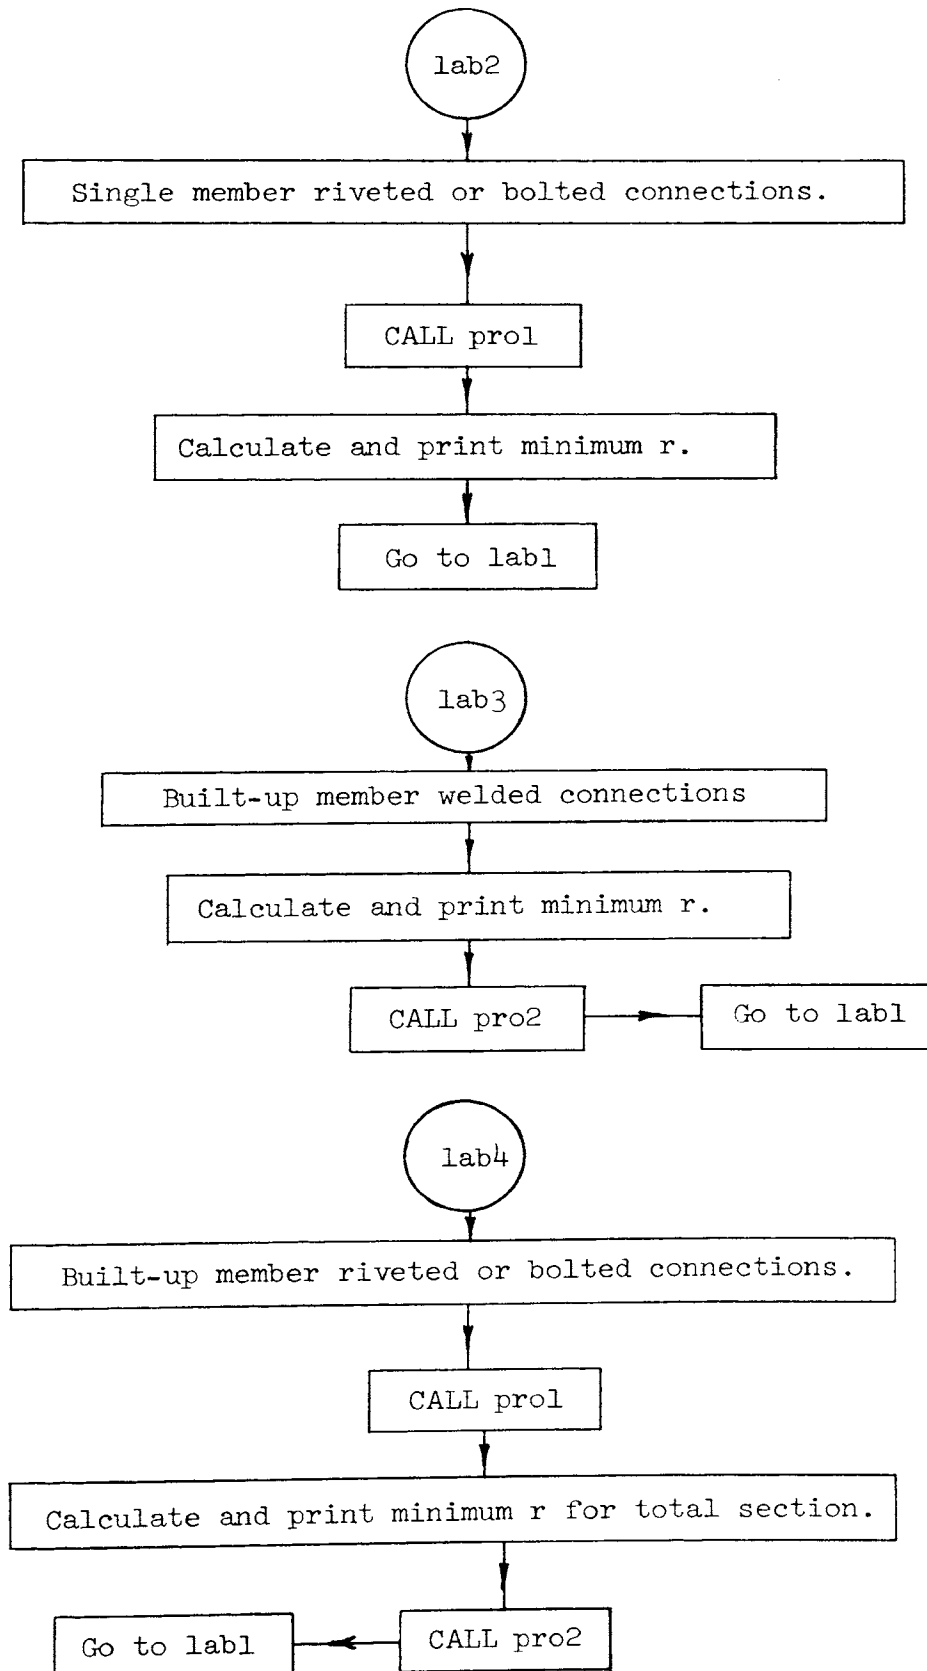 lab2
Single member riveted or bolted connections.
CALL pro1
Calculate and print minimum r.
Go to lab1
lab3
Built-up member welded connections
Calculate and print minimum r.
CALL pro2
Go to lab1
lab4
Built-up member riveted or bolted connections.
CALL pro1
Calculate and print minimum r for total section.
Go to lab1
CALL pro2